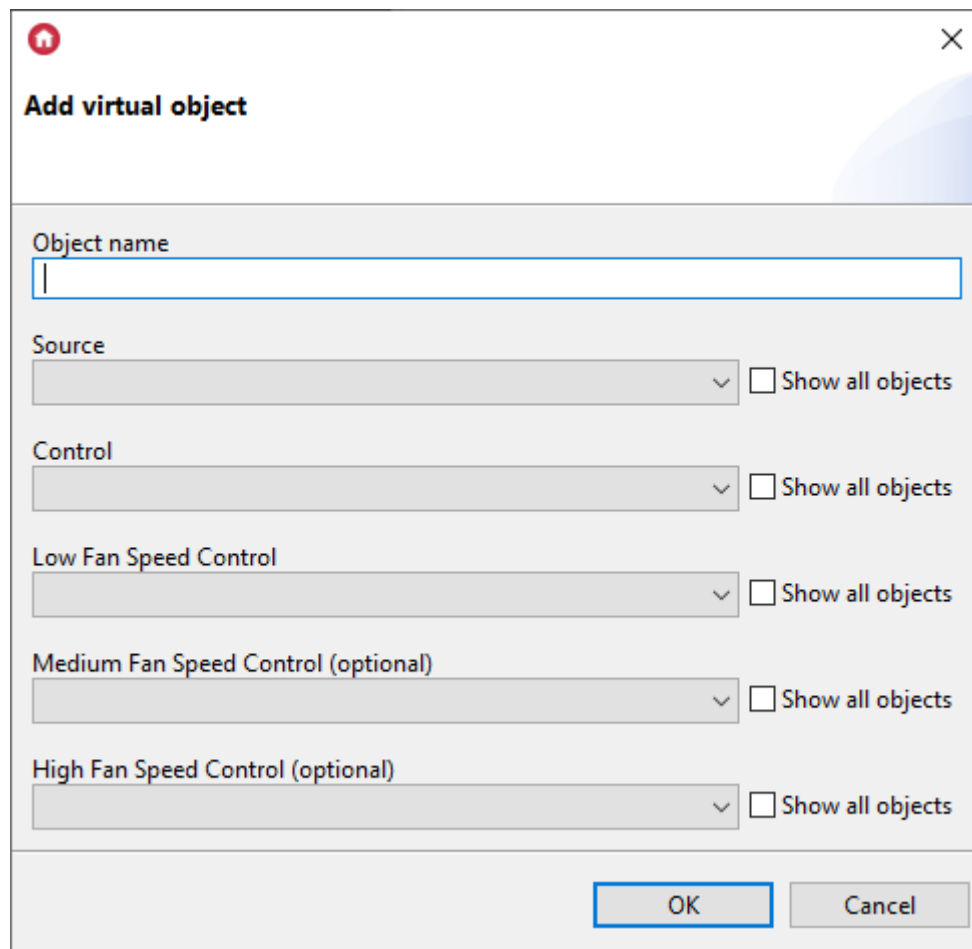 Add virtual object
Object name
Source
Show all objects
Control
Show all objects
Low Fan Speed Control
Show all objects
Medium Fan Speed Control (optional)
Show all objects
High Fan Speed Control (optional)
Show all objects
OK Cancel